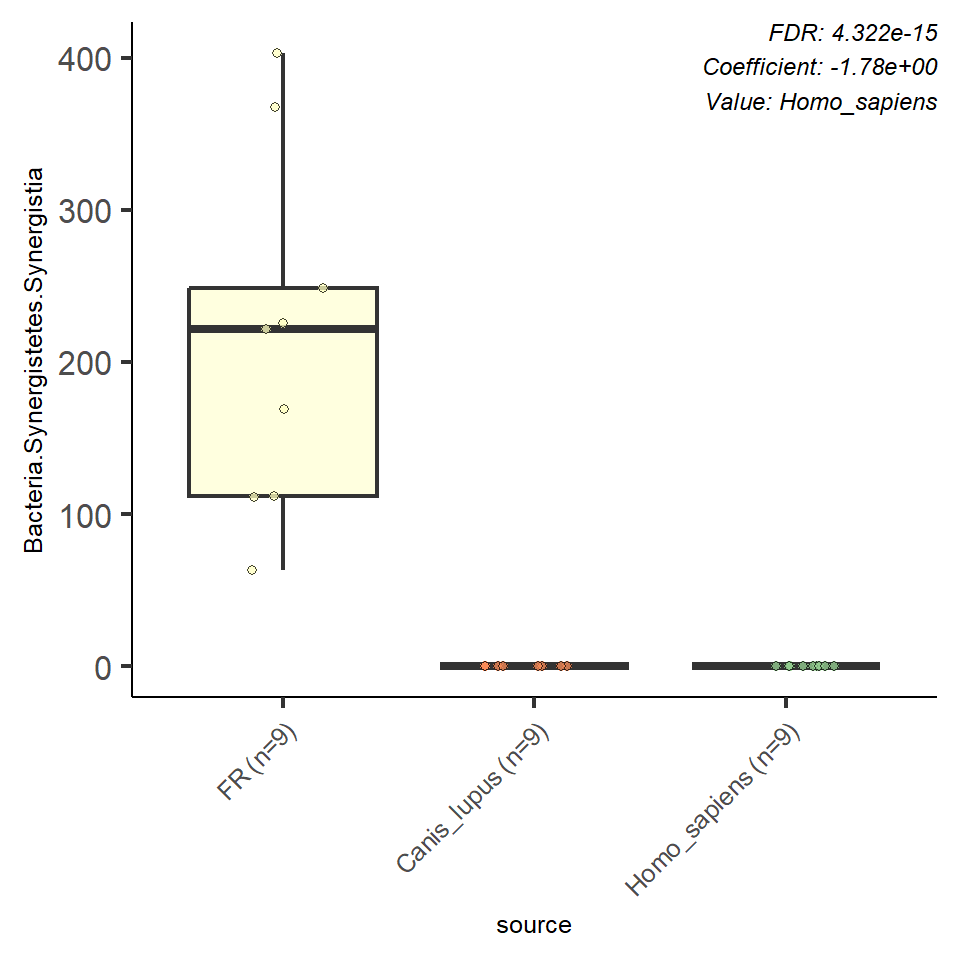 FDR: 4.322e-15
Coefficient: -1.78e+00
Value: Homo_sapiens
Bacteria.Synergistetes.Synergistia
400
300
200
100
0
FR (n=9)
Canis_lupus (n=9)
Homo_sapiens (n=9)
source